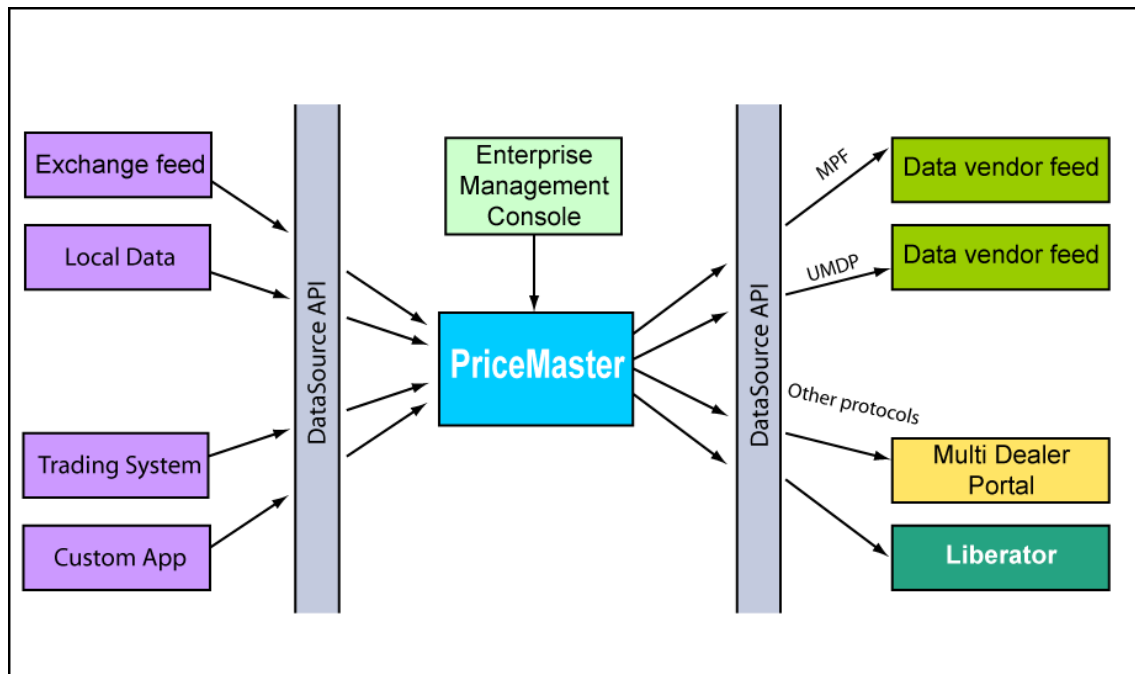 Exchange feed
Local Data
Trading System
Custom App
DataSource API
Enterprise
Management
Console
PriceMaster
DataSource API
MPF
UMDP
Other protocols
Data vendor feed
Data vendor feed
Multi Dealer
Portal
Liberator